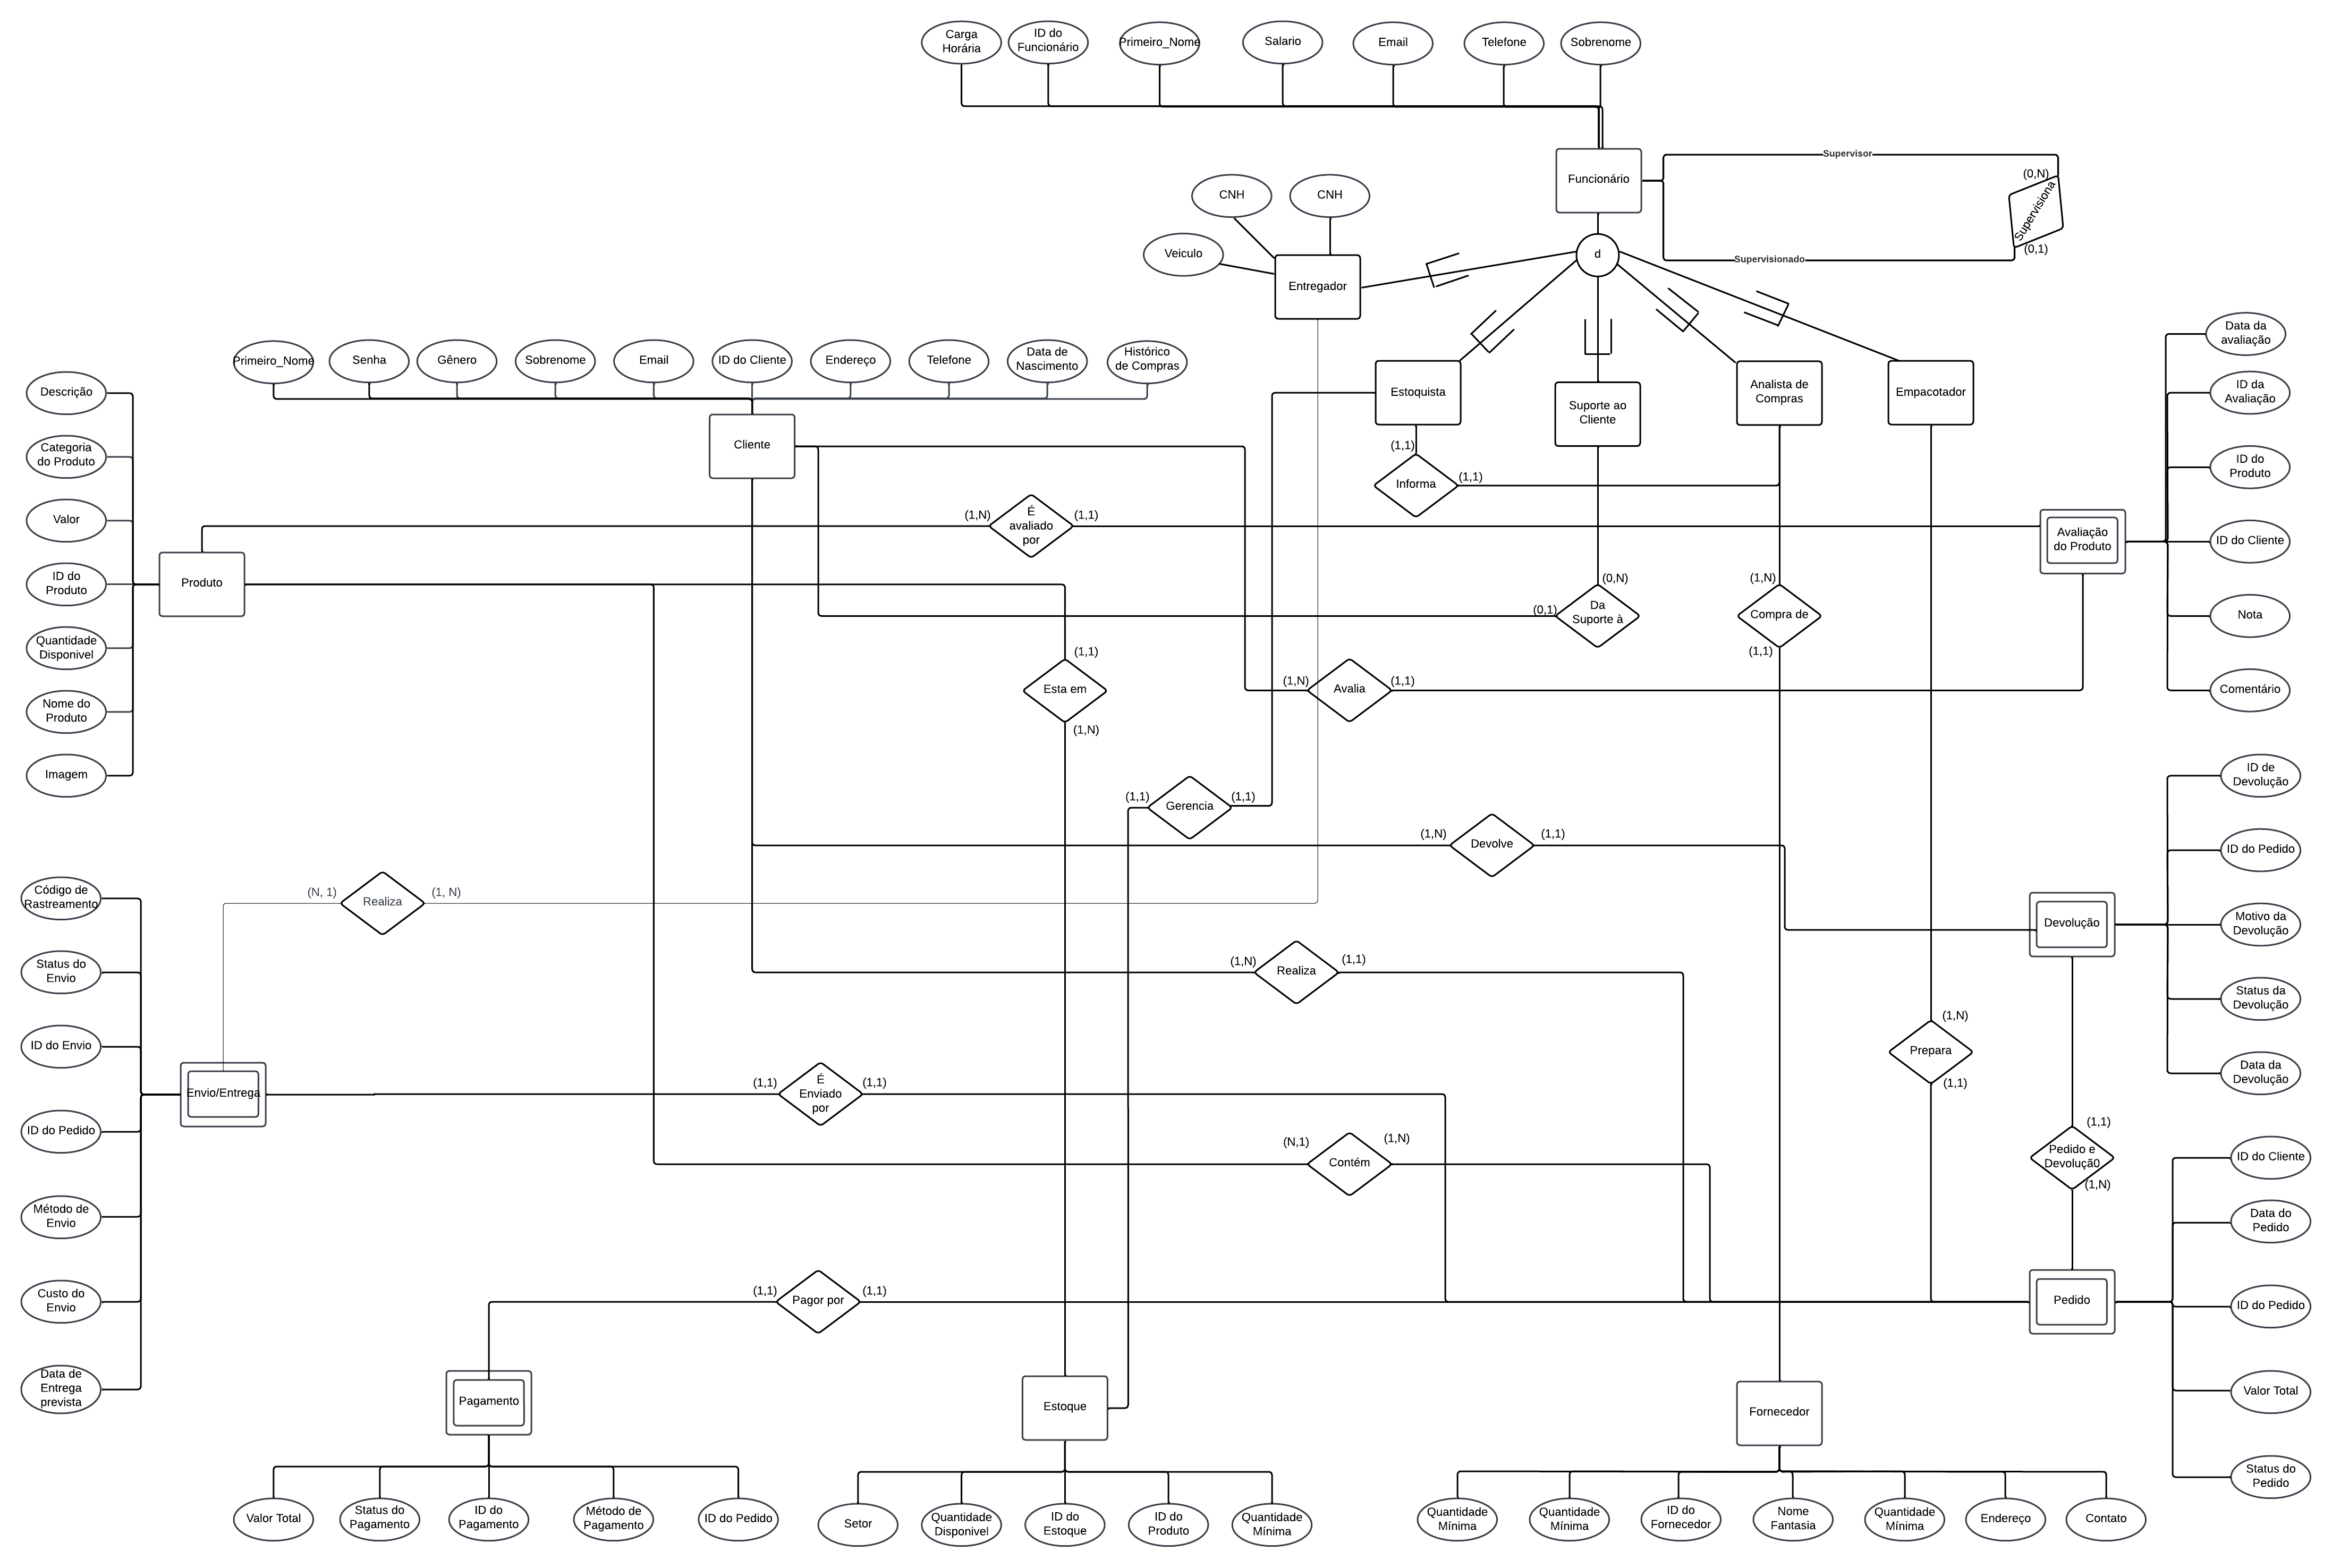 Carga
Horária
ID do
Funcionário
Primeiro_Nome
Salario
Email
Telefone
Sobrenome
Funcionário
Supervisor
(0,N)
Supervisiona
(0,1)
Supervisionado
CNH
CNH
Veiculo
Entregador
d
Primeiro_Nome
Senha
Gênero
Sobrenome
Email
ID do Cliente
Endereço
Telefone
Data de
Nascimento
Histórico
de Compras
Cliente
Estoquista
Suporte ao
Cliente
Analista de
Compras
Empacotador
Data da
avaliação
ID da
Avaliação
ID do
Produto
ID do Cliente
Nota
Comentário
Avaliação
do Produto
Descrição
Categoria
do Produto
Valor
ID do
Produto
Quantidade
Disponivel
Nome do
Produto
Imagem
Produto
(1,1)
Informa
(1,1)
(1,N)
É
avaliado
por
(1,1)
(0,N)
(0,1)
Da
Suporte à
(1,N)
Compra de
(1,1)
(1,1)
Esta em
(1,N)
(1,N)
Avalia
(1,1)
(1,1)
Gerencia
(1,1)
(1,N)
Devolve
(1,1)
(N, 1)
Realiza
(1, N)
(1,N)
Realiza
(1,1)
ID de
Devolução
ID do Pedido
Motivo da
Devolução
Status da
Devolução
Data da
Devolução
Devolução
Código de
Rastreamento
Status do
Envio
ID do Envio
ID do Pedido
Método de
Envio
Custo do
Envio
Data de
Entrega
prevista
Envio/Entrega
(1,1)
É
Enviado
por
(1,1)
(1,N)
Prepara
(1,1)
(N,1)
Contém
(1,N)
(1,1)
Pedido e
Devoluçã0
(1,N)
(1,1)
Pagor por
(1,1)
Pedido
ID do Cliente
Data do
Pedido
ID do Pedido
Valor Total
Status do
Pedido
Pagamento
Estoque
Fornecedor
Valor Total
Status do
Pagamento
ID do
Pagamento
Método de
Pagamento
ID do Pedido
Setor
Quantidade
Disponivel
ID do
Estoque
ID do
Produto
Quantidade
Mínima
Quantidade
Mínima
Quantidade
Mínima
ID do
Fornecedor
Nome
Fantasia
Quantidade
Mínima
Endereço
Contato